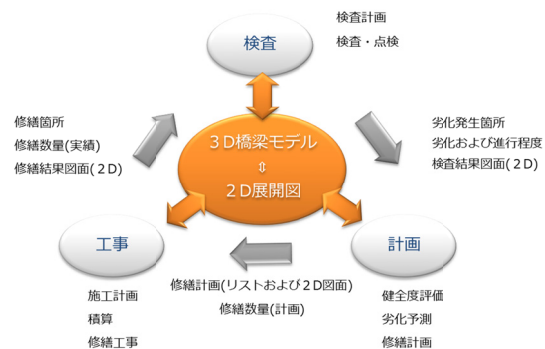 検査
検査計画
検査・点検
修繕箇所
修繕数量(実績)
修繕結果図面(２Ｄ)
劣化発生箇所
劣化および進行程度
検査結果図面(２Ｄ)
３Ｄ橋梁モデル
⇕
２Ｄ展開図
工事
計画
修繕計画(リストおよび２Ｄ図面)
修繕数量(計画)
施工計画
積算
修繕工事
健全度評価
劣化予測
修繕計画